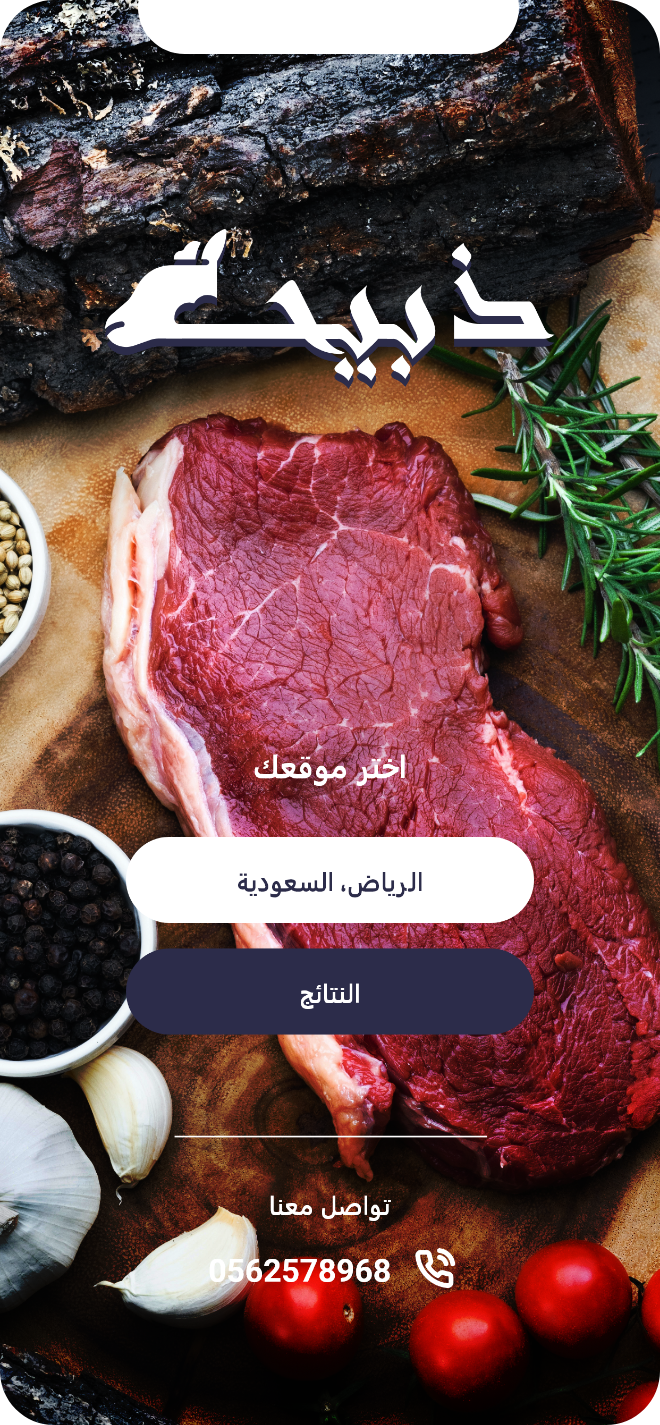 ذبيحة
اختر موقعك
الرياض، السعودية
النتائج
تواصل معنا
0562578968